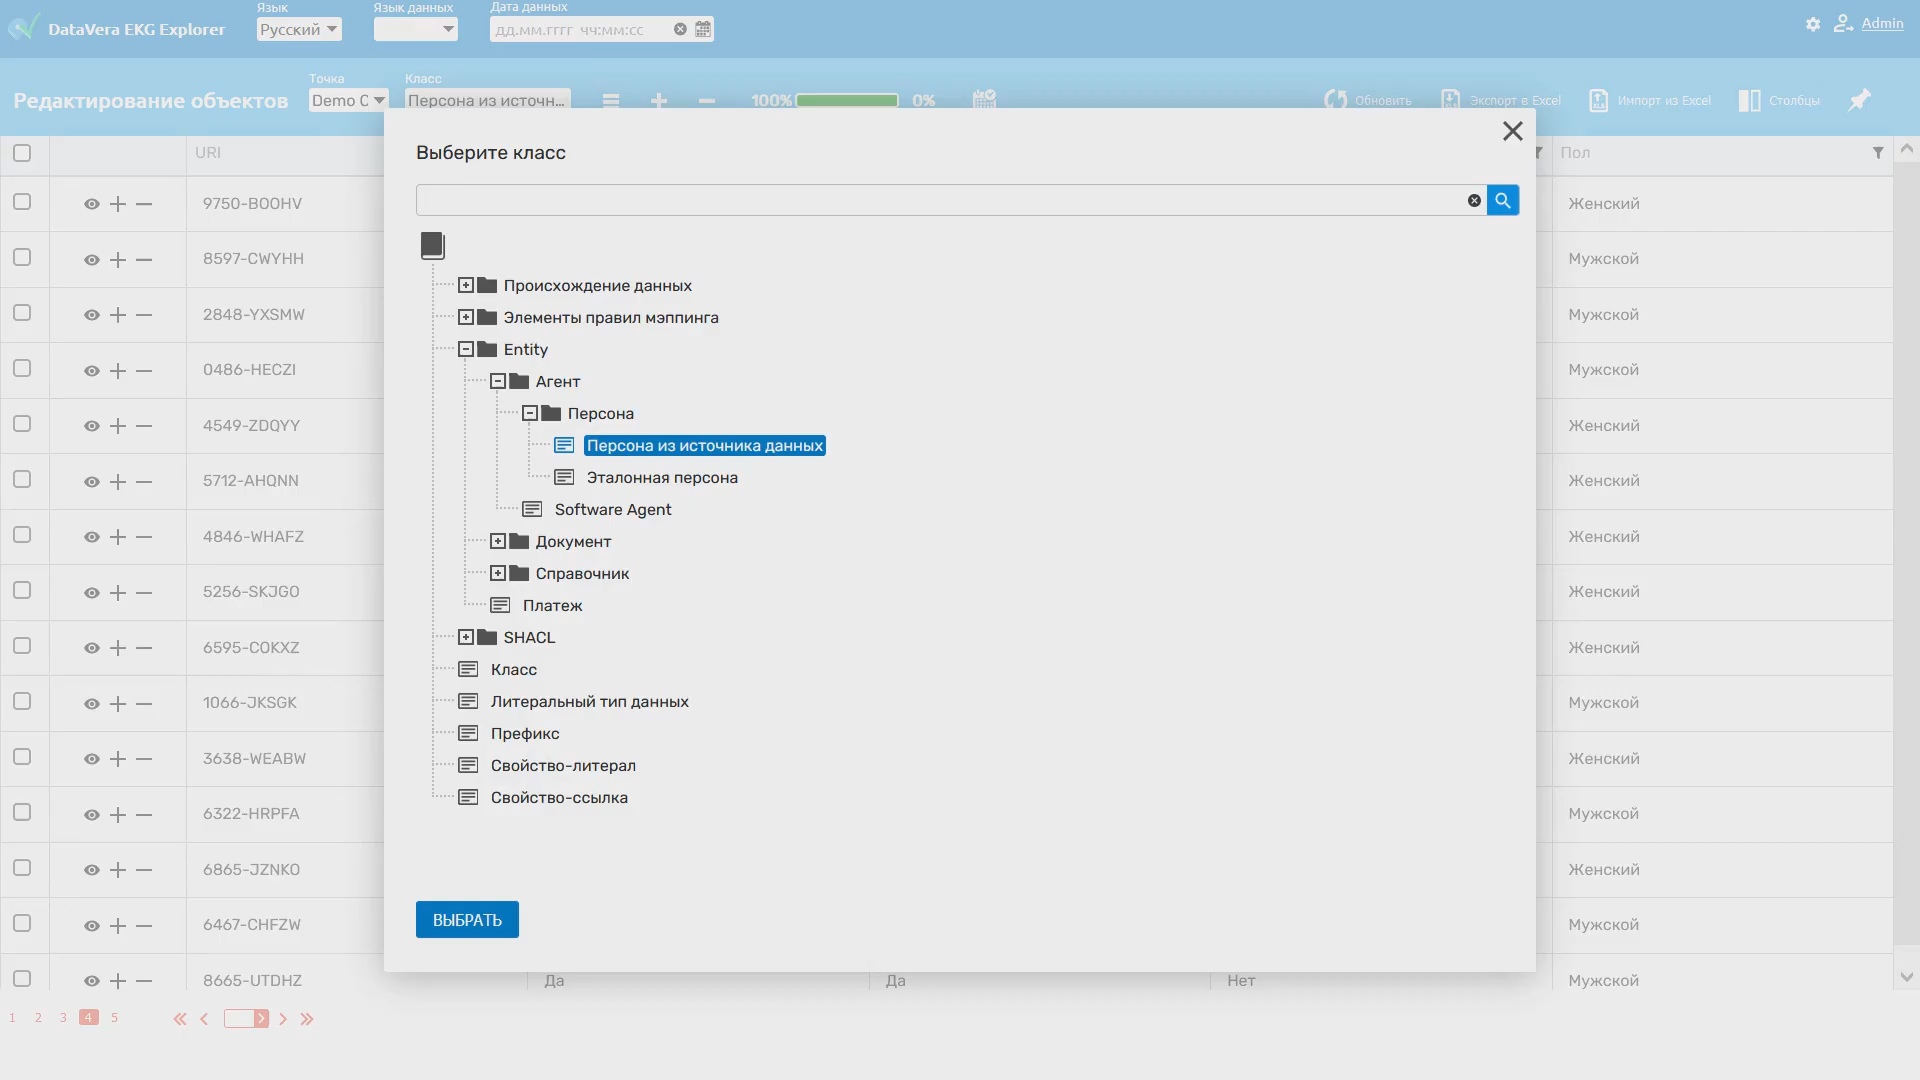 Язык
Язык данных
Дата данных
DataVera EKG Explorer
Русский
дд.мм.гггг чч:мм:сс
Admin
Точка
Класс
Редактирование объектов
Demo C
Персона из источн...
100%
0%
Обновить
Экспорт в Excel
Импорт из Excel
Столбцы
Выберите класс
Происхождение данных
Элементы правил мэппинга
Entity
Агент
Персона
Персона из источника данных
Эталонная персона
Software Agent
Документ
Справочник
Платеж
SHACL
Класс
Литеральный тип данных
Префикс
Свойство-литерал
Свойство-ссылка
ВЫБРАТЬ
URI
Пол
9750-BOOHV
Женский
8597-CWYHH
Мужской
2848-YXSMW
Мужской
0486-HECZI
Мужской
4549-ZDQYY
Женский
5712-AHQNN
Женский
4846-WHAFZ
Женский
5256-SKJGO
Женский
6595-COKXZ
Женский
1066-JKSGK
Мужской
3638-WEABW
Женский
6322-HRPFA
Мужской
6865-JZNKO
Женский
6467-CHFZW
Мужской
8665-UTDHZ
Да
Да
Нет
Мужской
1 2 3 4 5